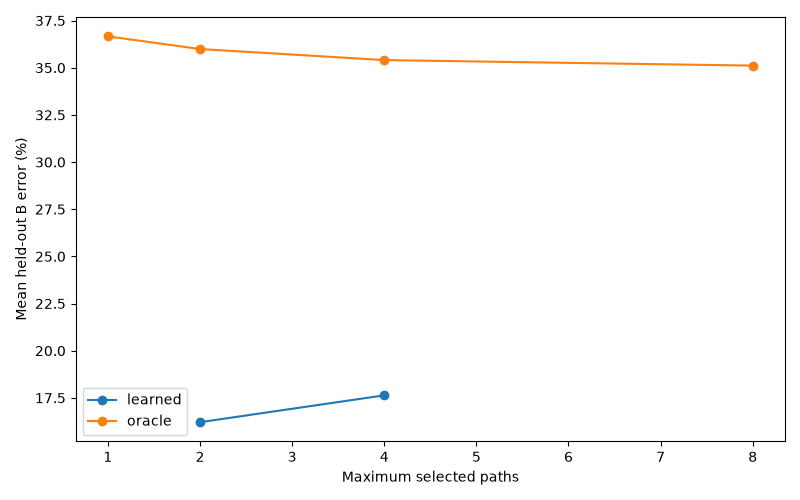 37.5
35.0
32.5
30.0
27.5
25.0
22.5
20.0
17.5
Mean held-out B error (%)
learned
oracle
1 2 3 4 5 6 7 8
Maximum selected paths